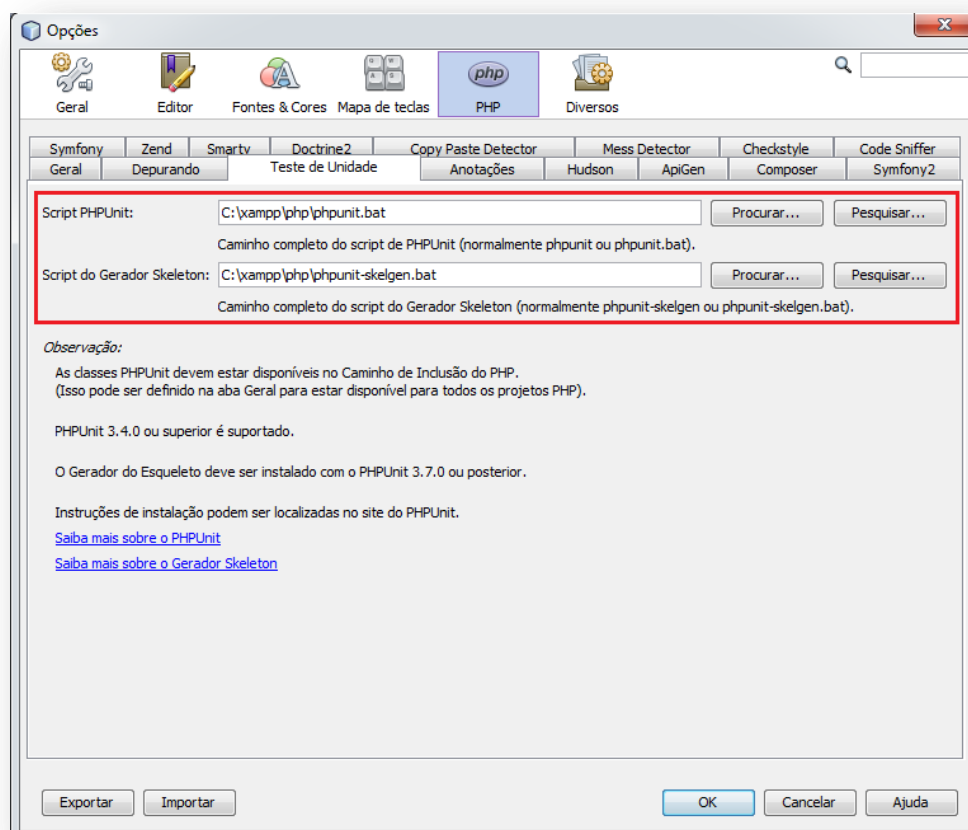 Opções
Geral Editor Fontes & Cores Mapa de teclas php PHP Diversos
Symfony Zend Smarty Doctrine2 Copy Paste Detector Mess Detector Checkstyle Code Sniffer
Geral Depurando Teste de Unidade Anotações Hudson ApiGen Composer Symfony2
Script PHPUnit: C:\xampp\php\phpunit.bat Procurar... Pesquisar...
Caminho completo do script de PHPUnit (normalmente phpunit ou phpunit.bat).
Script do Gerador Skeleton: C:\xampp\php\phpunit-skelgen.bat Procurar... Pesquisar...
Caminho completo do script do Gerador Skeleton (normalmente phpunit-skelgen ou phpunit-skelgen.bat).
Observação:
As classes PHPUnit devem estar disponíveis no Caminho de Inclusão do PHP.
(Isso pode ser definido na aba Geral para estar disponível para todos os projetos PHP).
PHPUnit 3.4.0 ou superior é suportado.
O Gerador do Esqueleto deve ser instalado com o PHPUnit 3.7.0 ou posterior.
Instruções de instalação podem ser localizadas no site do PHPUnit.
Saiba mais sobre o PHPUnit
Saiba mais sobre o Gerador Skeleton
Exportar Importar OK Cancelar Ajuda